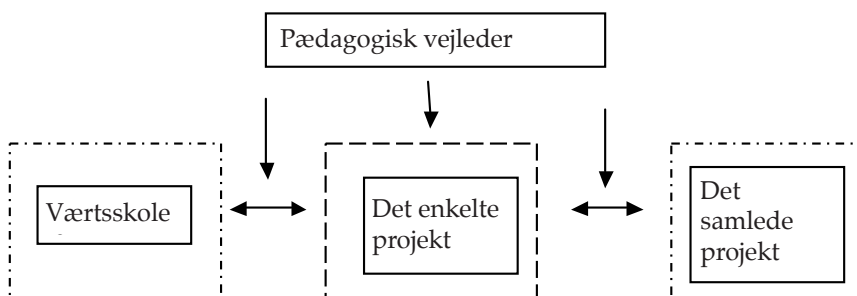 Pædagogisk vejleder
Værtsskole
Det enkelte
projekt
Det
samlede
projekt